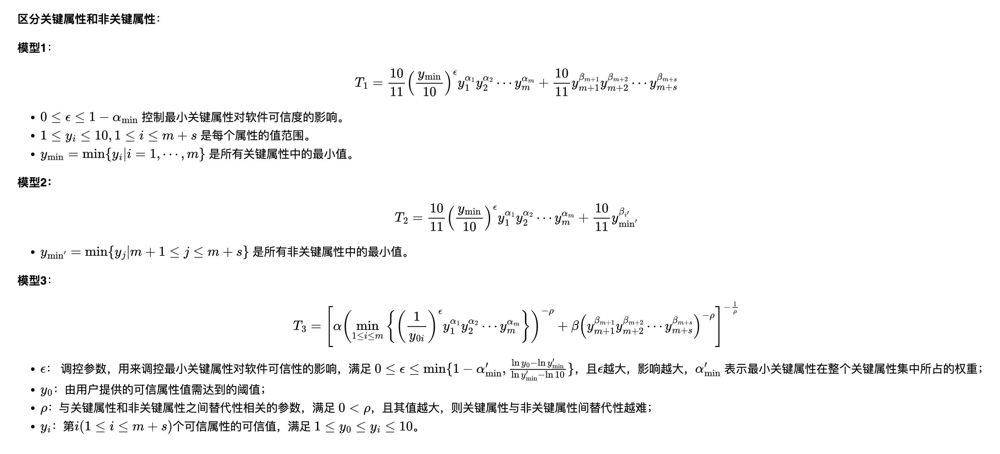 区分关键属性和非关键属性：
模型1：
$T_1 = \frac{10}{11}\left(\frac{y_{\min}}{10}\right)^{\epsilon} y_1^{\alpha_1} y_2^{\alpha_2} \cdots y_m^{\alpha_m} + \frac{10}{11} y_{m+1}^{\beta_{m+1}} y_{m+2}^{\beta_{m+2}} \cdots y_{m+s}^{\beta_{m+s}}$
• $0 \le \epsilon \le 1 - \alpha_{\min}$ 控制最小关键属性对软件可信度的影响。
• $1 \le y_i \le 10, 1 \le i \le m + s$ 是每个属性的值范围。
• $y_{\min} = \min\{y_i | i = 1, \cdots, m\}$ 是所有关键属性中的最小值。
模型2：
$T_2 = \frac{10}{11}\left(\frac{y_{\min}}{10}\right)^{\epsilon} y_1^{\alpha_1} y_2^{\alpha_2} \cdots y_m^{\alpha_m} + \frac{10}{11} y_{\min'}^{\beta_{i'}}$
• $y_{\min'} = \min\{y_j | m + 1 \le j \le m + s\}$ 是所有非关键属性中的最小值。
模型3：
$T_3 = \left[ \alpha \left( \min_{1 \le i \le m} \left\{ \left( \frac{1}{y_{0i}} \right)^{\epsilon} y_1^{\alpha_1} y_2^{\alpha_2} \cdots y_m^{\alpha_m} \right\} \right)^{-\rho} + \beta \left( y_{m+1}^{\beta_{m+1}} y_{m+2}^{\beta_{m+2}} \cdots y_{m+s}^{\beta_{m+s}} \right)^{-\rho} \right]^{-\frac{1}{\rho}}$
• $\epsilon$： 调控参数，用来调控最小关键属性对软件可信性的影响，满足 $0 \le \epsilon \le \min\{1 - \alpha'_{\min}, \frac{\ln y_0 - \ln y'_{\min}}{\ln y'_{\min} - \ln 10}\}$，且$\epsilon$越大，影响越大，$\alpha'_{\min}$ 表示最小关键属性在整个关键属性集中所占的权重；
• $y_0$：由用户提供的可信属性值需达到的阈值；
• $\rho$：与关键属性和非关键属性之间替代性相关的参数，满足 $0 < \rho$，且其值越大，则关键属性与非关键属性间替代性越难；
• $y_i$：第$i(1 \le i \le m + s)$个可信属性的可信值，满足 $1 \le y_0 \le y_i \le 10$。